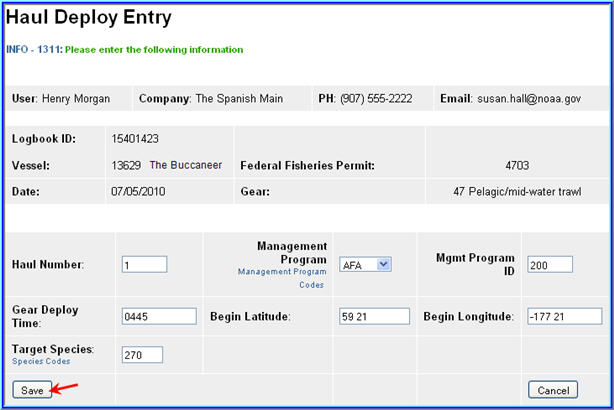 Haul Deploy Entry
INFO - 1311: Please enter the following information
User: Henry Morgan Company: The Spanish Main PH: (907) 555-2222 Email: susan.hall@noaa.gov
Logbook ID: 15401423
Vessel: 13629 The Buccaneer Federal Fisheries Permit: 4703
Date: 07/05/2010 Gear: 47 Pelagic/mid-water trawl
Haul Number: 1 Management Program AFA Mgmt Program ID 200
Management Program Codes
Gear Deploy Time: 0445 Begin Latitude: 59 21 Begin Longitude: -177 21
Target Species: 270
Species Codes
Save Cancel